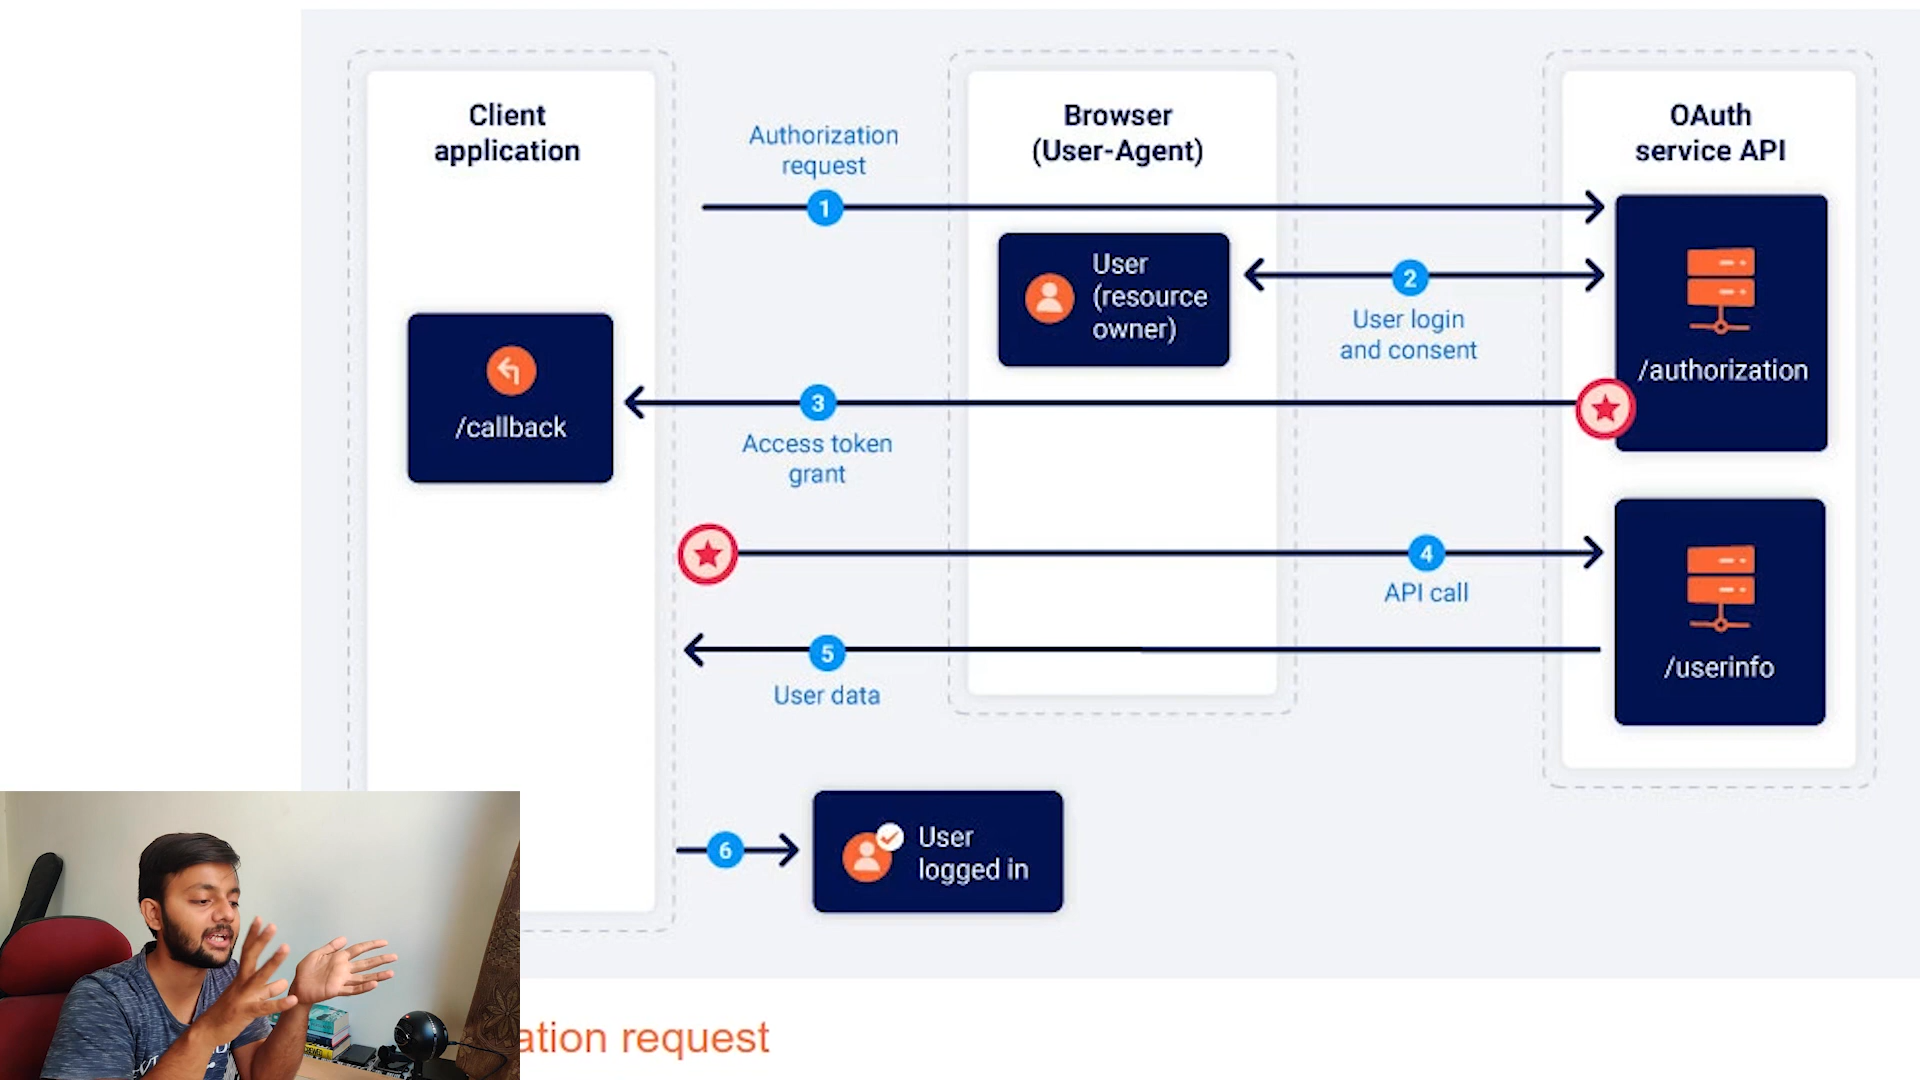 Client
application
Authorization
request
1
Browser
(User-Agent)
OAuth
service API
User
(resource
owner)
2
User login
and consent
/authorization
/callback
3
Access token
grant
4
API call
5
User data
/userinfo
6
User
logged in
ation request